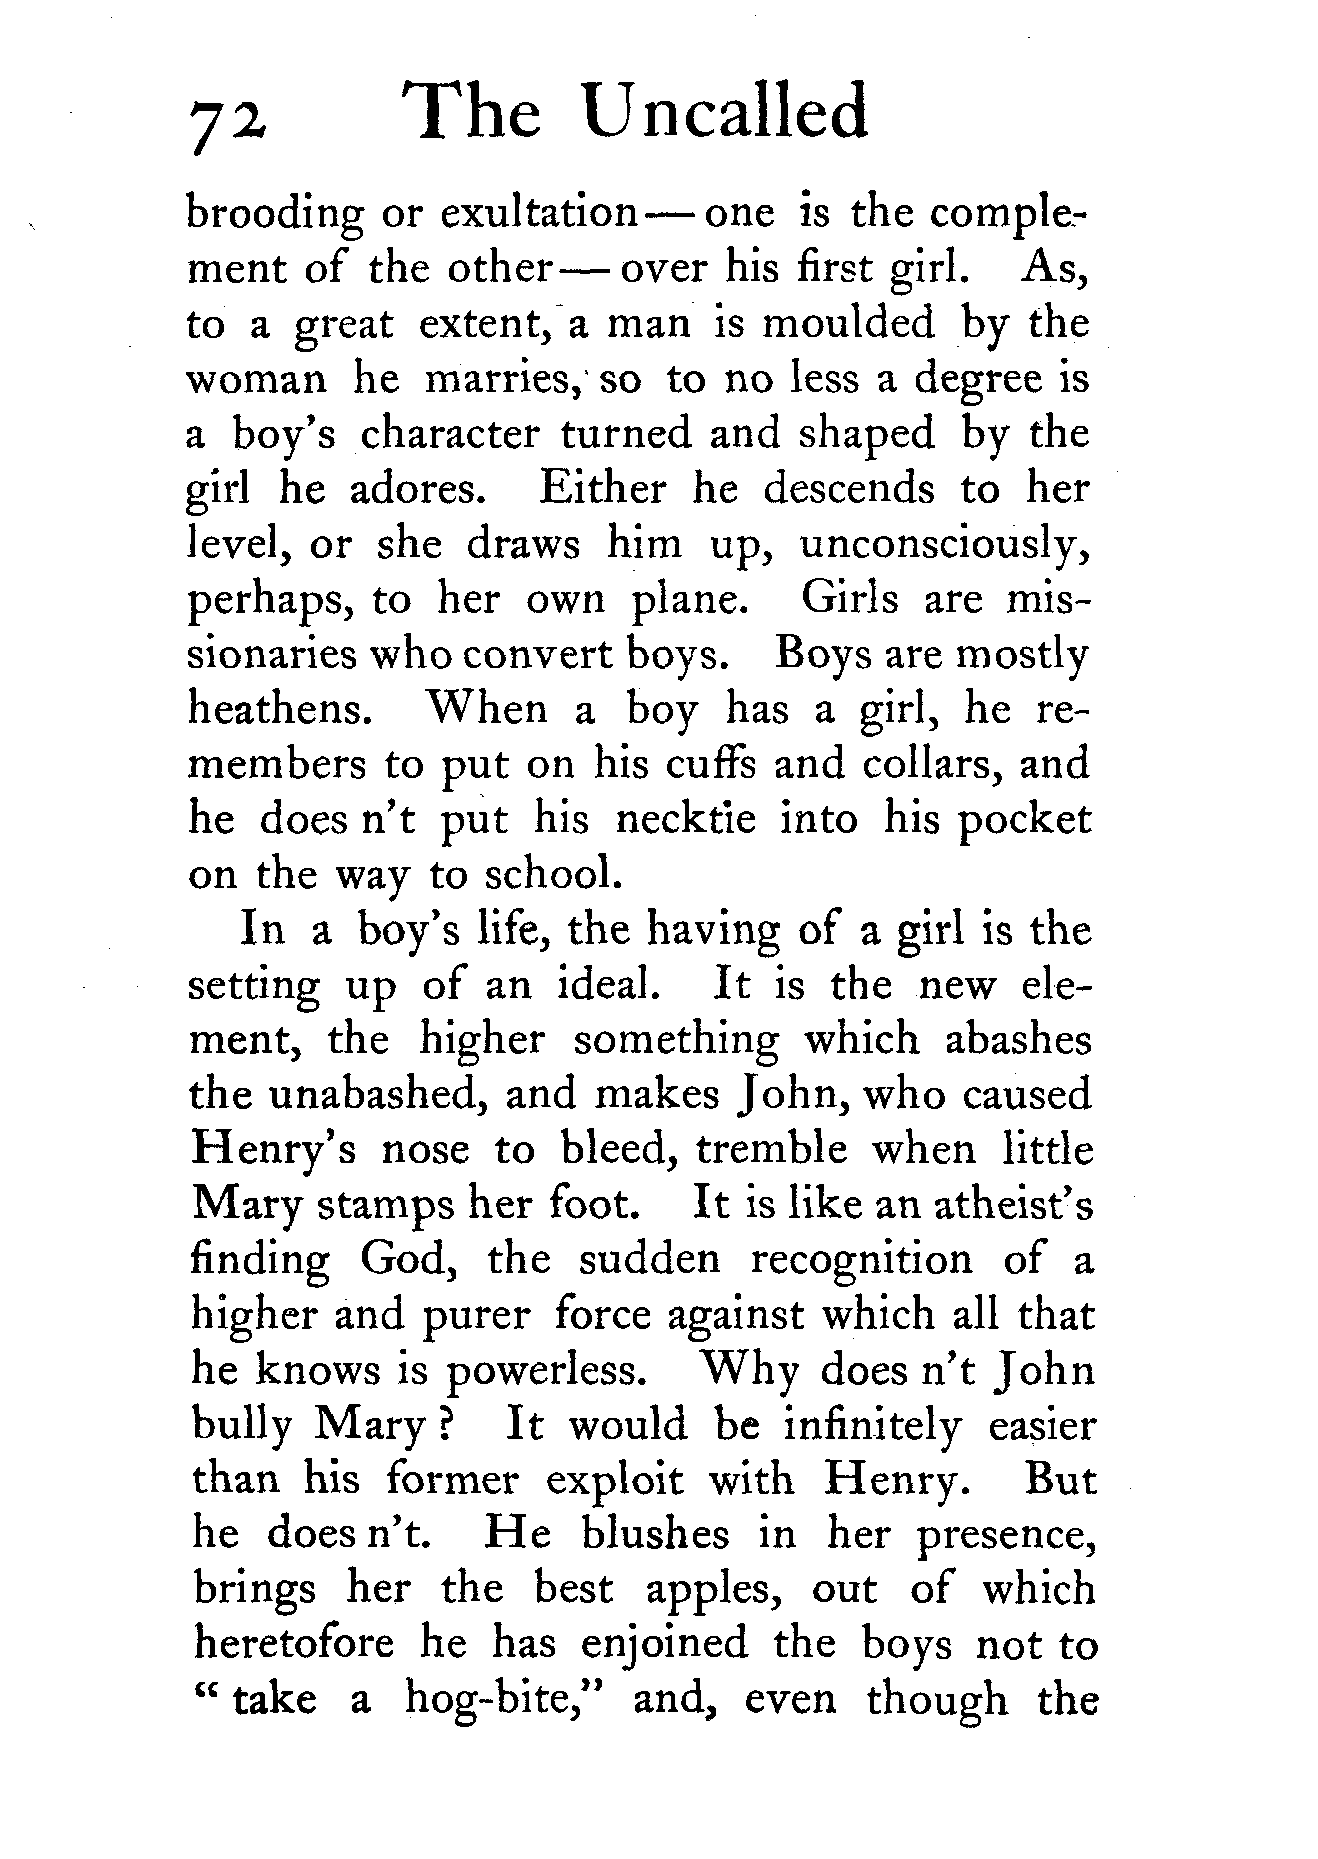 72 The Uncalled
brooding or exultation—one is the comple-
ment of the other—over his first girl. As,
to a great extent, a man is moulded by the
woman he marries, so to no less a degree is
a boy's character turned and shaped by the
girl he adores. Either he descends to her
level, or she draws him up, unconsciously,
perhaps, to her own plane. Girls are mis-
sionaries who convert boys. Boys are mostly
heathens. When a boy has a girl, he re-
members to put on his cuffs and collars, and
he does n't put his necktie into his pocket
on the way to school.
In a boy's life, the having of a girl is the
setting up of an ideal. It is the new ele-
ment, the higher something which abashes
the unabashed, and makes John, who caused
Henry's nose to bleed, tremble when little
Mary stamps her foot. It is like an atheist's
finding God, the sudden recognition of a
higher and purer force against which all that
he knows is powerless. Why does n't John
bully Mary? It would be infinitely easier
than his former exploit with Henry. But
he does n't. He blushes in her presence,
brings her the best apples, out of which
heretofore he has enjoined the boys not to
"take a hog-bite," and, even though the